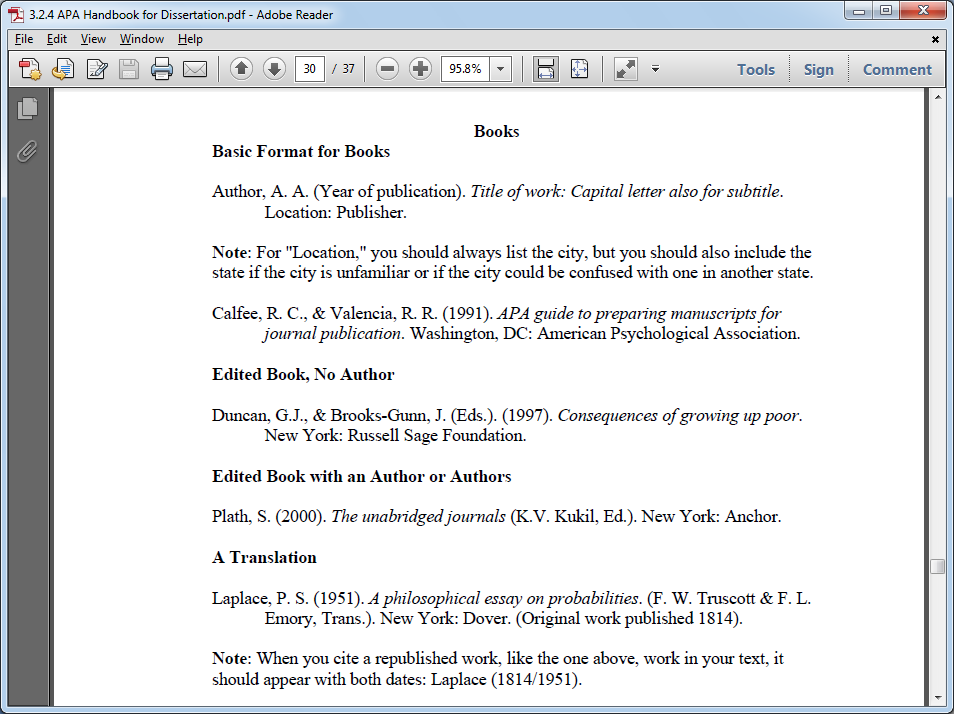 3.2.4 APA Handbook for Dissertation.pdf - Adobe Reader
File Edit View Window Help
30 / 37 95.8% Tools Sign Comment
Books
Basic Format for Books
Author, A. A. (Year of publication). Title of work: Capital letter also for subtitle.
Location: Publisher.
Note: For "Location," you should always list the city, but you should also include the
state if the city is unfamiliar or if the city could be confused with one in another state.
Calfee, R. C., & Valencia, R. R. (1991). APA guide to preparing manuscripts for
journal publication. Washington, DC: American Psychological Association.
Edited Book, No Author
Duncan, G.J., & Brooks-Gunn, J. (Eds.). (1997). Consequences of growing up poor.
New York: Russell Sage Foundation.
Edited Book with an Author or Authors
Plath, S. (2000). The unabridged journals (K.V. Kukil, Ed.). New York: Anchor.
A Translation
Laplace, P. S. (1951). A philosophical essay on probabilities. (F. W. Truscott & F. L.
Emory, Trans.). New York: Dover. (Original work published 1814).
Note: When you cite a republished work, like the one above, work in your text, it
should appear with both dates: Laplace (1814/1951).